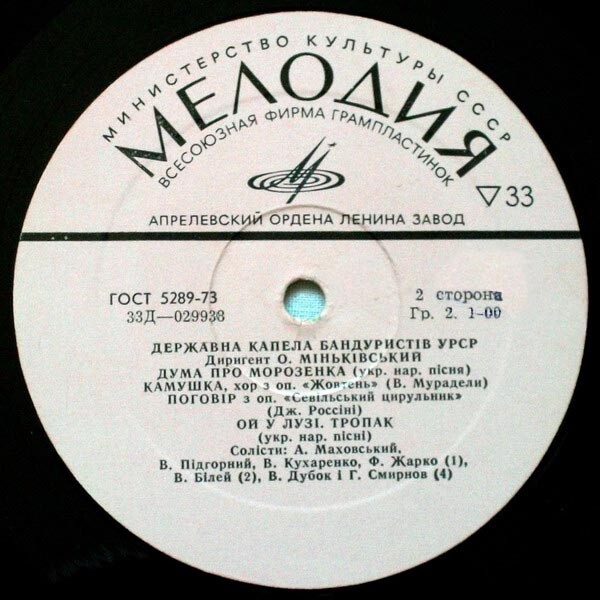 МИНИСТЕРСТВО КУЛЬТУРЫ СССР
МЕЛОДИЯ
ВСЕСОЮЗНАЯ ФИРМА ГРАМПЛАСТИНОК
▽33
АПРЕЛЕВСКИЙ ОРДЕНА ЛЕНИНА ЗАВОД
ГОСТ 5289-73
33Д—029938
2 сторона
Гр. 2. 1-00
ДЕРЖАВНА КАПЕЛА БАНДУРИСТІВ УРСР
Диригент О. МІНЬКІВСЬКИЙ
ДУМА ПРО МОРОЗЕНКА (укр. нар. пісня)
КАМУШКА, хор з оп. «Жовтень» (В. Мурадели)
ПОГОВІР з оп. «Севільський цирульник»
(Дж. Россіні)
ОЙ У ЛУЗІ. ТРОПАК
(укр. нар. пісні)
Солісти: А. Маховський,
В. Підгорний, В. Кухаренко, Ф. Жарко (1),
В. Білей (2), В. Дубок і Г. Смирнов (4)